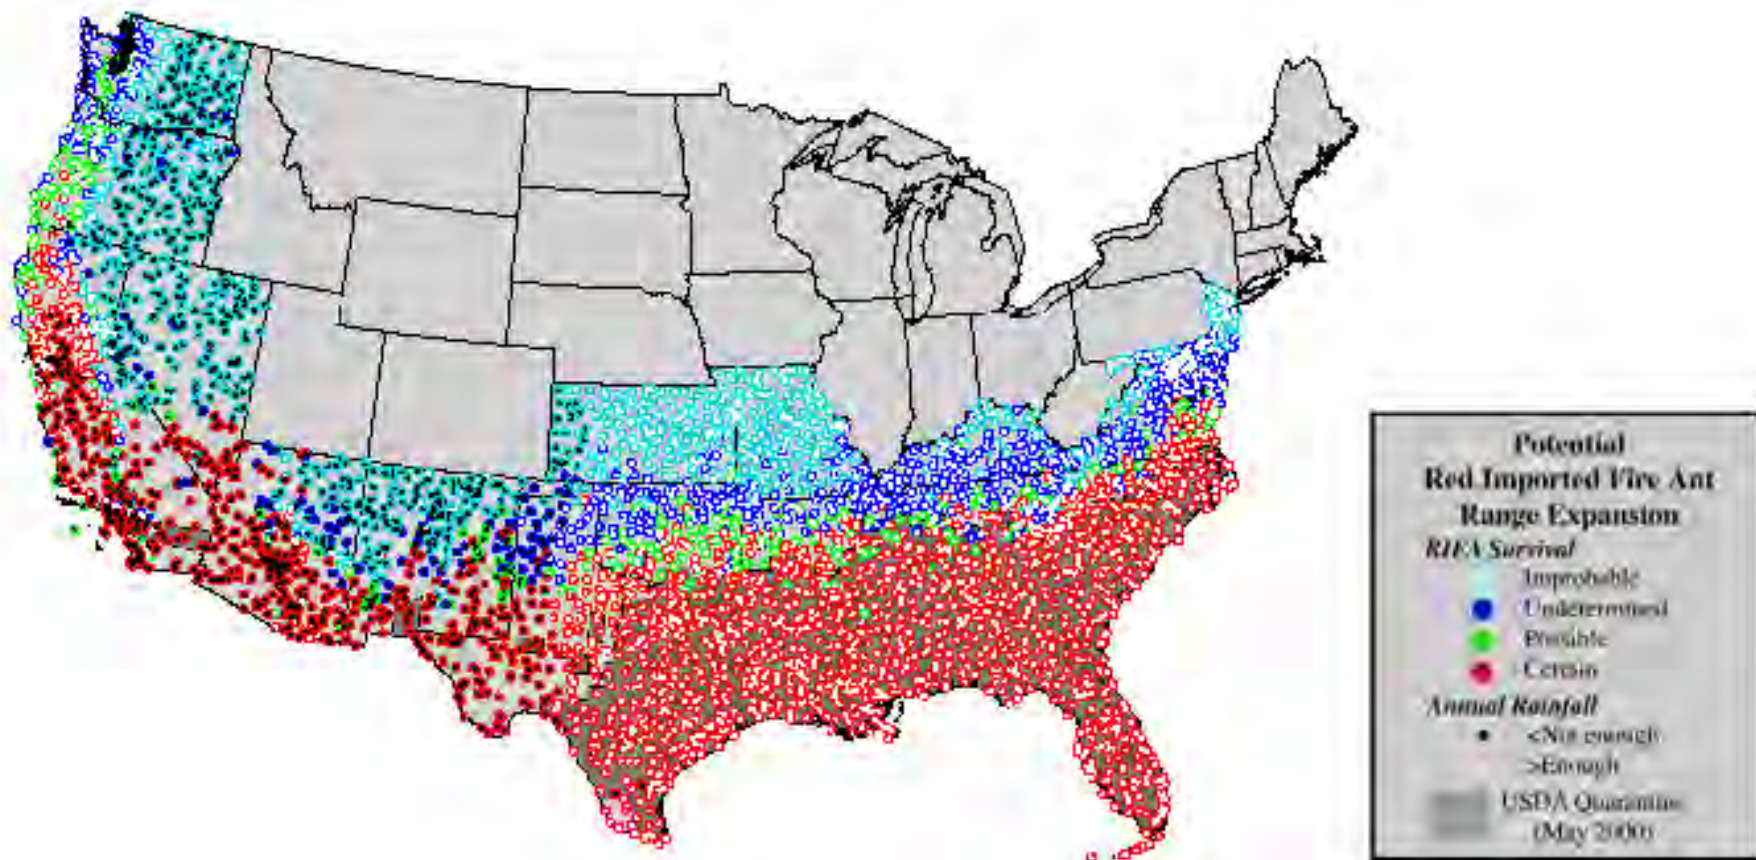 Potential
Red Imported Fire Ant
Range Expansion
RIFA Survival
Improbable
Undetermined
Possible
Certain
Annual Rainfall
<Not enough
>Enough
USDA Quarantine
(May 2000)